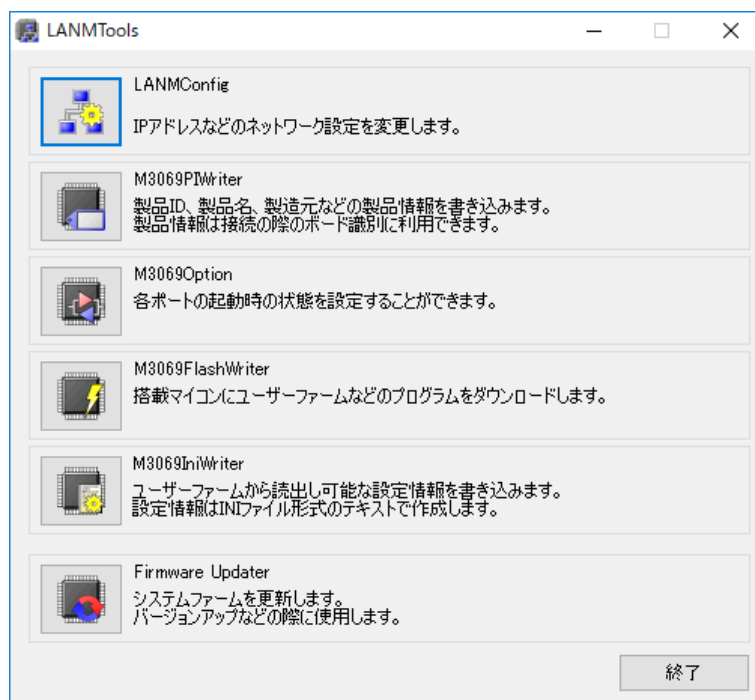 LANMTools
LANMConfig
IPアドレスなどのネットワーク設定を変更します。
M3069PIWriter
製品ID、製品名、製造元などの製品情報を書き込みます。
製品情報は接続の際のボード識別に利用できます。
M3069Option
各ポートの起動時の状態を設定することができます。
M3069FlashWriter
搭載マイコンにユーザーファームなどのプログラムをダウンロードします。
M3069IniWriter
ユーザーファームから読出し可能な設定情報を書き込みます。
設定情報はINIファイル形式のテキストで作成します。
Firmware Updater
システムファームを更新します。
バージョンアップなどの際に使用します。
終了